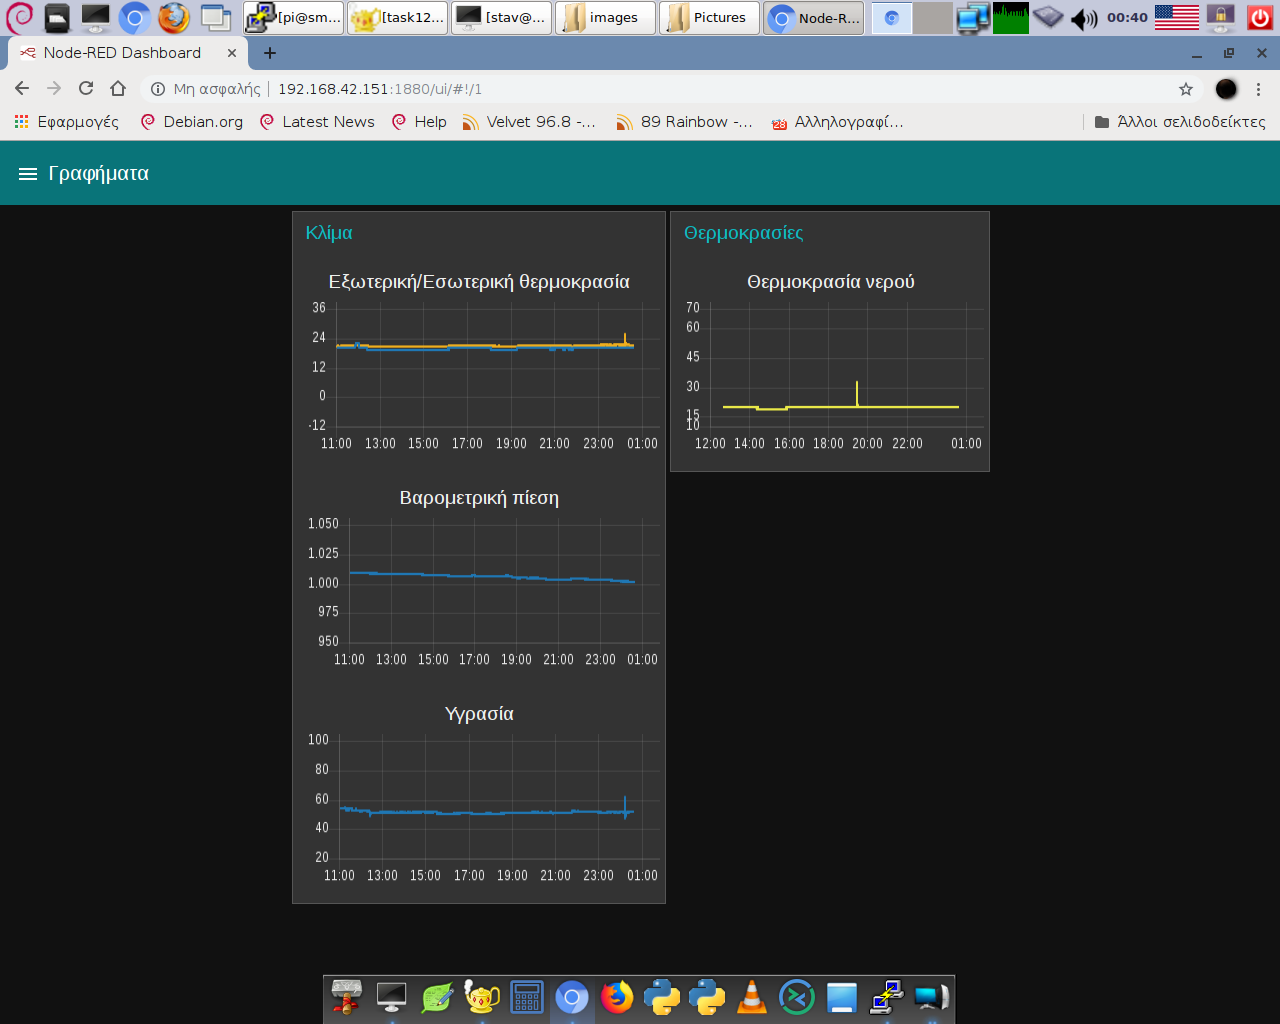 [pi@sm... [task12... [stav@... images Pictures Node-R... 00:40
Node-RED Dashboard
Μη ασφαλής | 192.168.42.151:1880/ui/#!/1
Εφαρμογές Debian.org Latest News Help Velvet 96.8 -... 89 Rainbow -... 28 Αλληλογραφί... Άλλοι σελιδοδείκτες
Γραφήματα
Κλίμα
Εξωτερική/Εσωτερική θερμοκρασία
36
24
12
0
-12
11:00 13:00 15:00 17:00 19:00 21:00 23:00 01:00
Βαρομετρική πίεση
1.050
1.025
1.000
975
950
11:00 13:00 15:00 17:00 19:00 21:00 23:00 01:00
Υγρασία
100
80
60
40
20
11:00 13:00 15:00 17:00 19:00 21:00 23:00 01:00
Θερμοκρασίες
Θερμοκρασία νερού
70
60
45
30
15
10
12:00 14:00 16:00 18:00 20:00 22:00 01:00